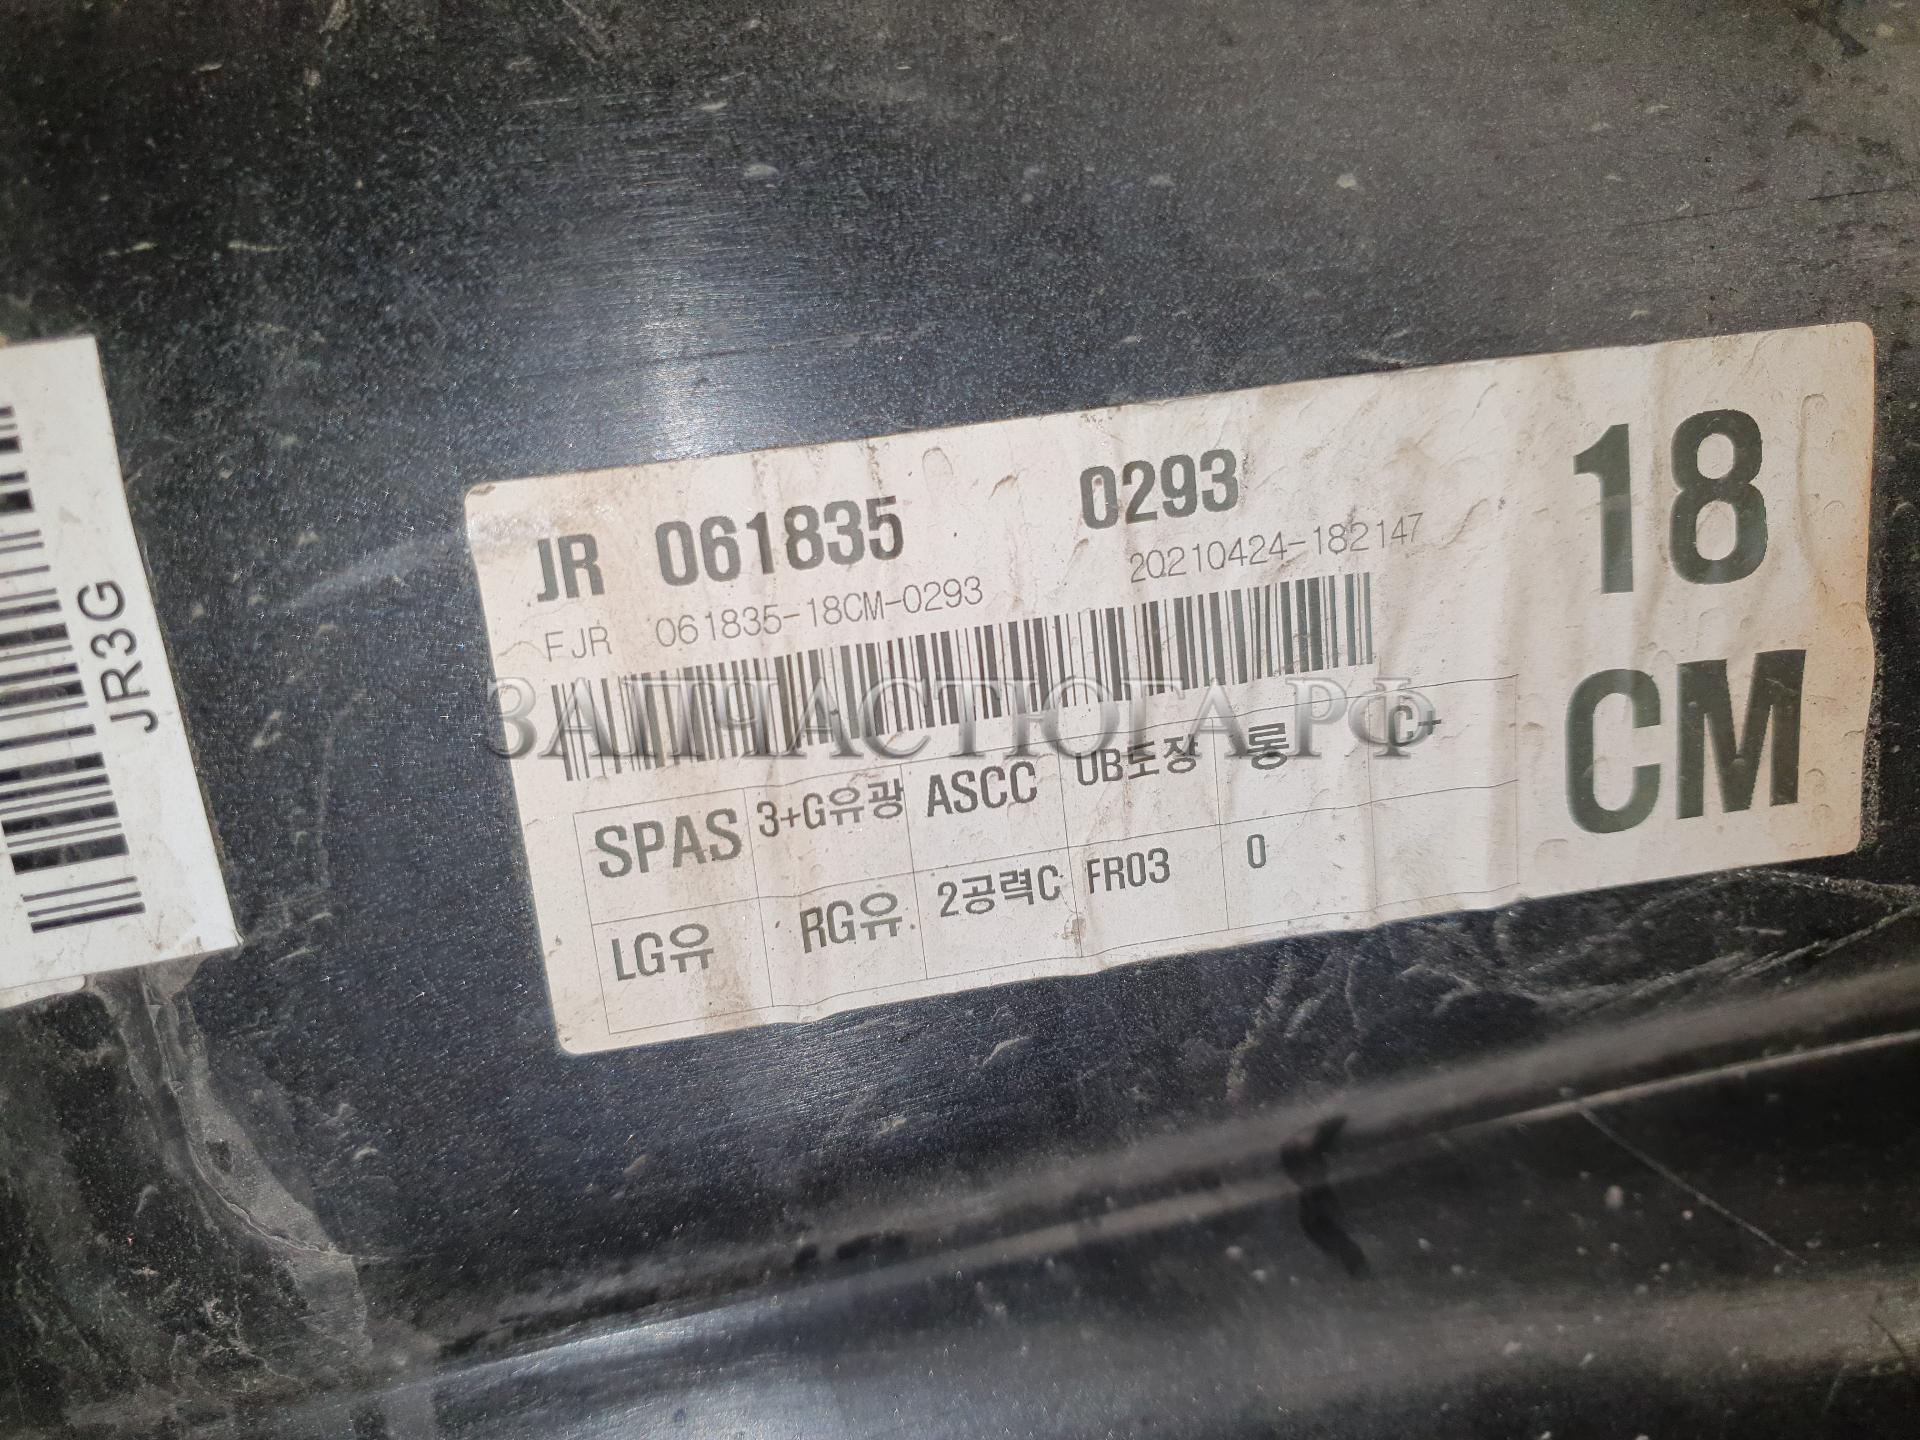 JR3G
JR 061835 0293
FJR 061835-18CM-0293 20210424-182147
18
CM
ЗАПЧАСТЮГА.РФ
SPAS 3+G유광 ASCC UB도장 롱 C+
LG유 RG유 2공력C FR03 0